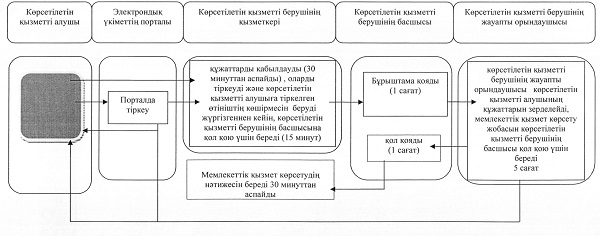 Көрсетілетін
қызметті алушы
Электрондық
үкіметтің порталы
Көрсетілетін қызметті берушінің
қызметкері
Көрсетілетін қызметті
берушінің басшысы
Көрсетілетін қызметті берушінің
жауапты орындаушысы
Порталда
тіркеу
құжаттарды қабылдауды (30
минуттан аспайды) , оларды
тіркеуді және көрсетілетін
қызметті алушыға тіркелген
өтініштің көшірмесін беруді
жүргізгеннен кейін, көрсетілетін
қызметті берушінің басшысына
қол қою үшін береді (15 минут)
Бұрыштама қояды
(1 сағат)
қол қояды
(1 сағат)
көрсетілетін қызметті
берушінің жауапты
орындаушысы көрсетілетін
қызметті алушының
құжаттарын зерделейді,
мемлекеттік қызмет көрсету
жобасын көрсетілетін
қызметті берушінің
басшысы қол қою үшін
береді
5 сағат
Мемлекеттік қызмет көрсетудің
нәтижесін береді 30 минуттан
аспайды